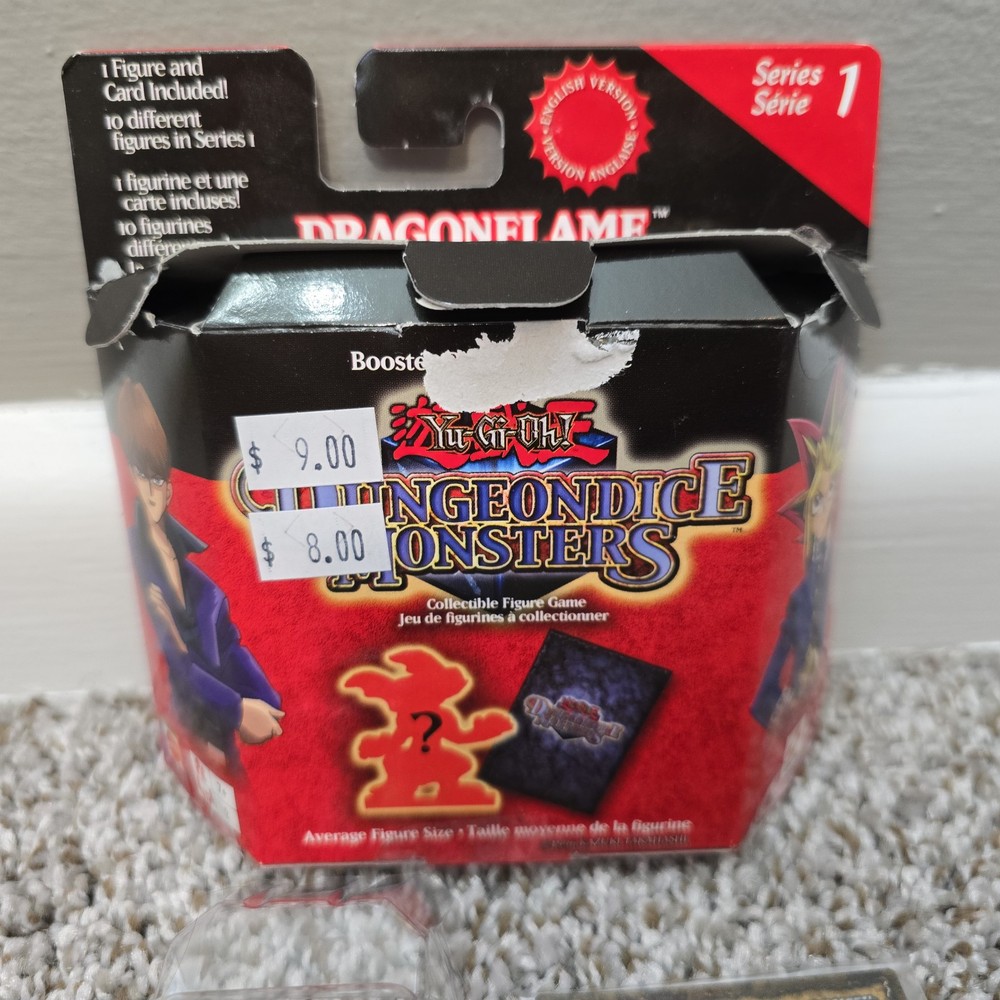 1 Figure and
Card Included!
10 different
figures in Series 1
1 figurine et une
carte incluses!
10 figurines
ENGLISH VERSION
VERSION ANGLAISE
Series 1
Série
DRAGONFLAME™
$ 9.00
$ 8.00
Yu-Gi-Oh!
DUNGEONDICE
MONSTERS
Collectible Figure Game
Jeu de figurines à collectionner
?
Average Figure Size • Taille moyenne de la figurine